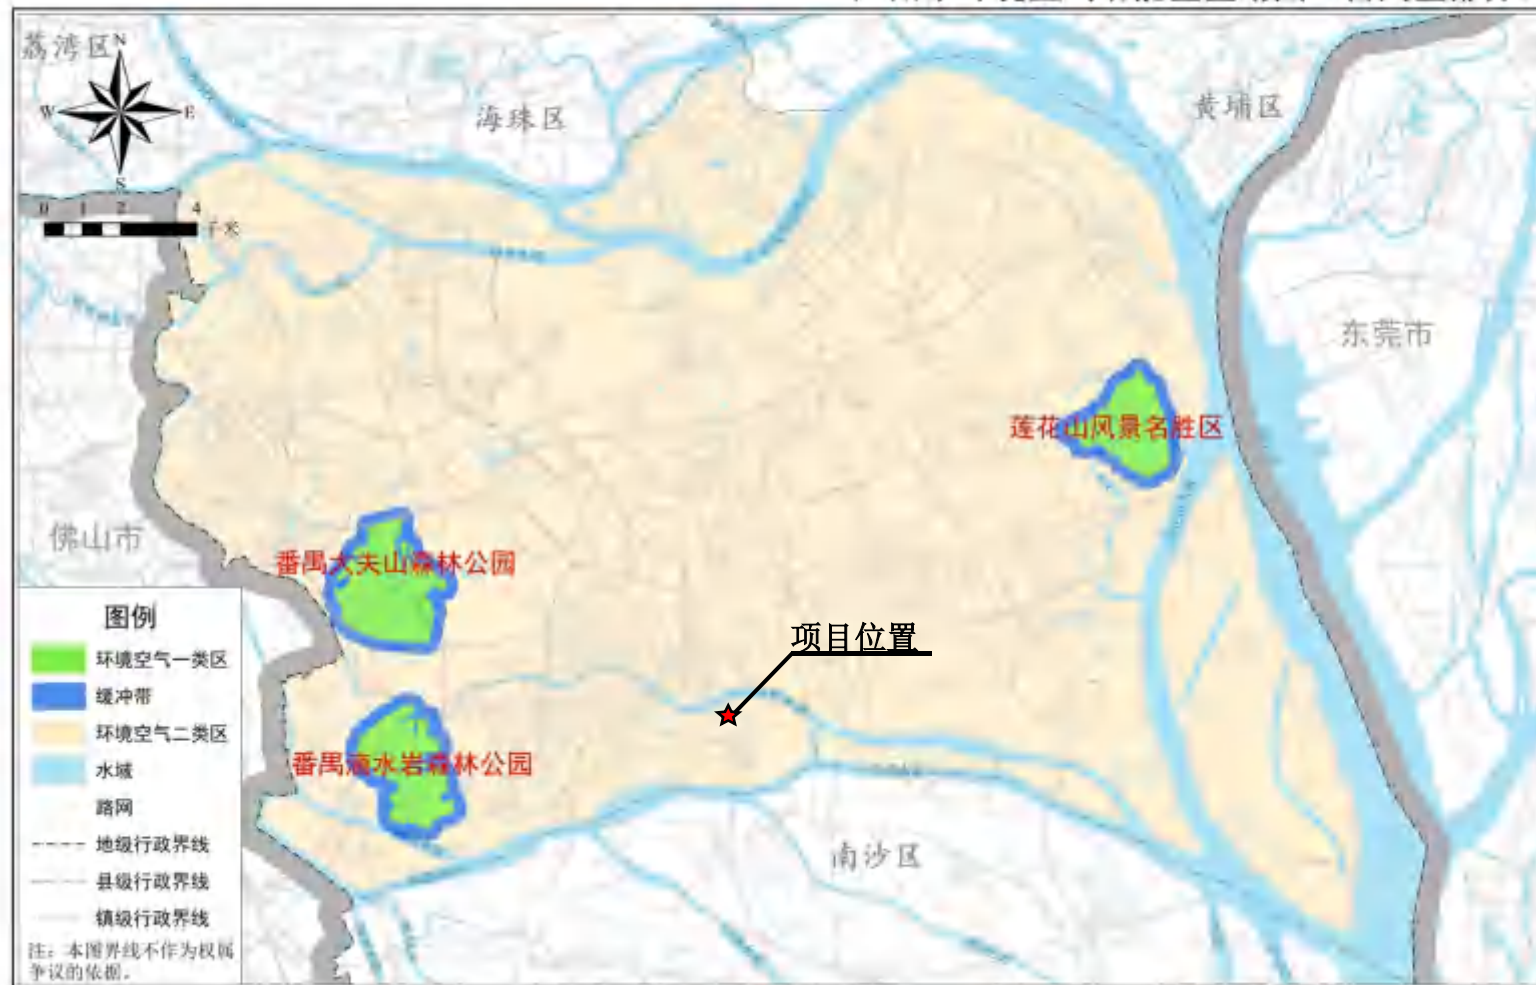 荔湾区
N
W
E
S
海珠区
黄埔区
0 1 2 4
千米
东莞市
莲花山风景名胜区
佛山市
番禺大夫山森林公园
项目位置
番禺滴水岩森林公园
南沙区
图例
环境空气一类区
缓冲带
环境空气二类区
水域
路网
地级行政界线
县级行政界线
镇级行政界线
注：本图界线不作为权属
争议的依据。